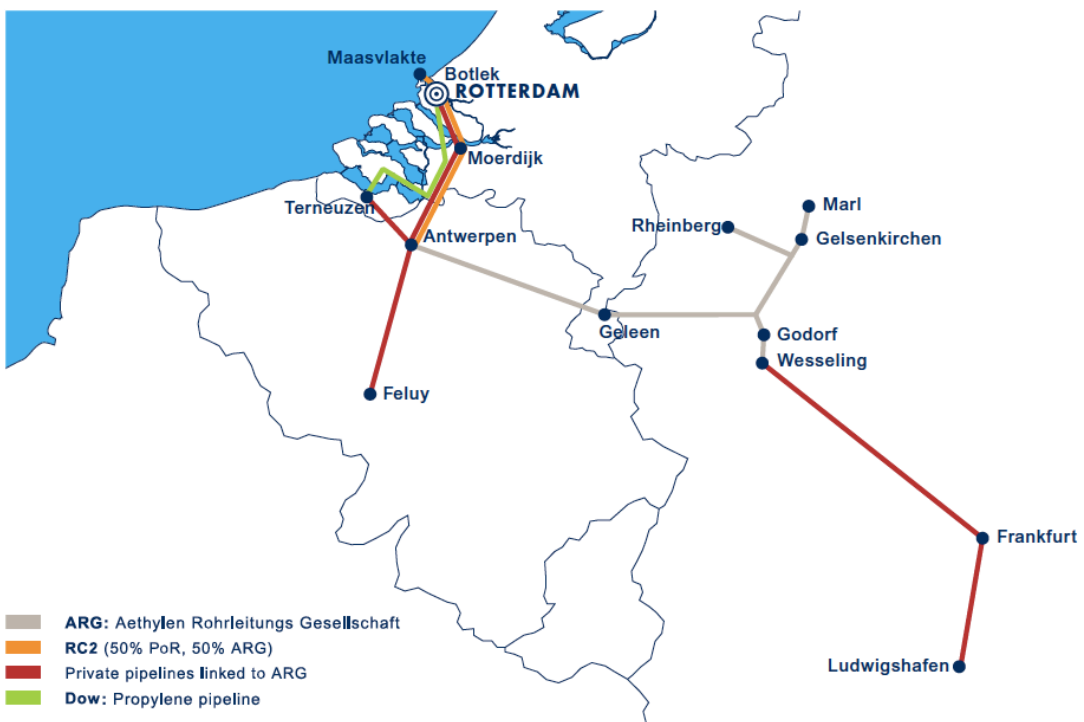 Maasvlakte
Botlek
ROTTERDAM
Moerdijk
Terneuzen
Antwerpen
Rheinberg
Marl
Gelsenkirchen
Geleen
Godorf
Wesseling
Feluy
Frankfurt
Ludwigshafen
ARG: Aethylen Rohrleitungs Gesellschaft
RC2 (50% PoR, 50% ARG)
Private pipelines linked to ARG
Dow: Propylene pipeline